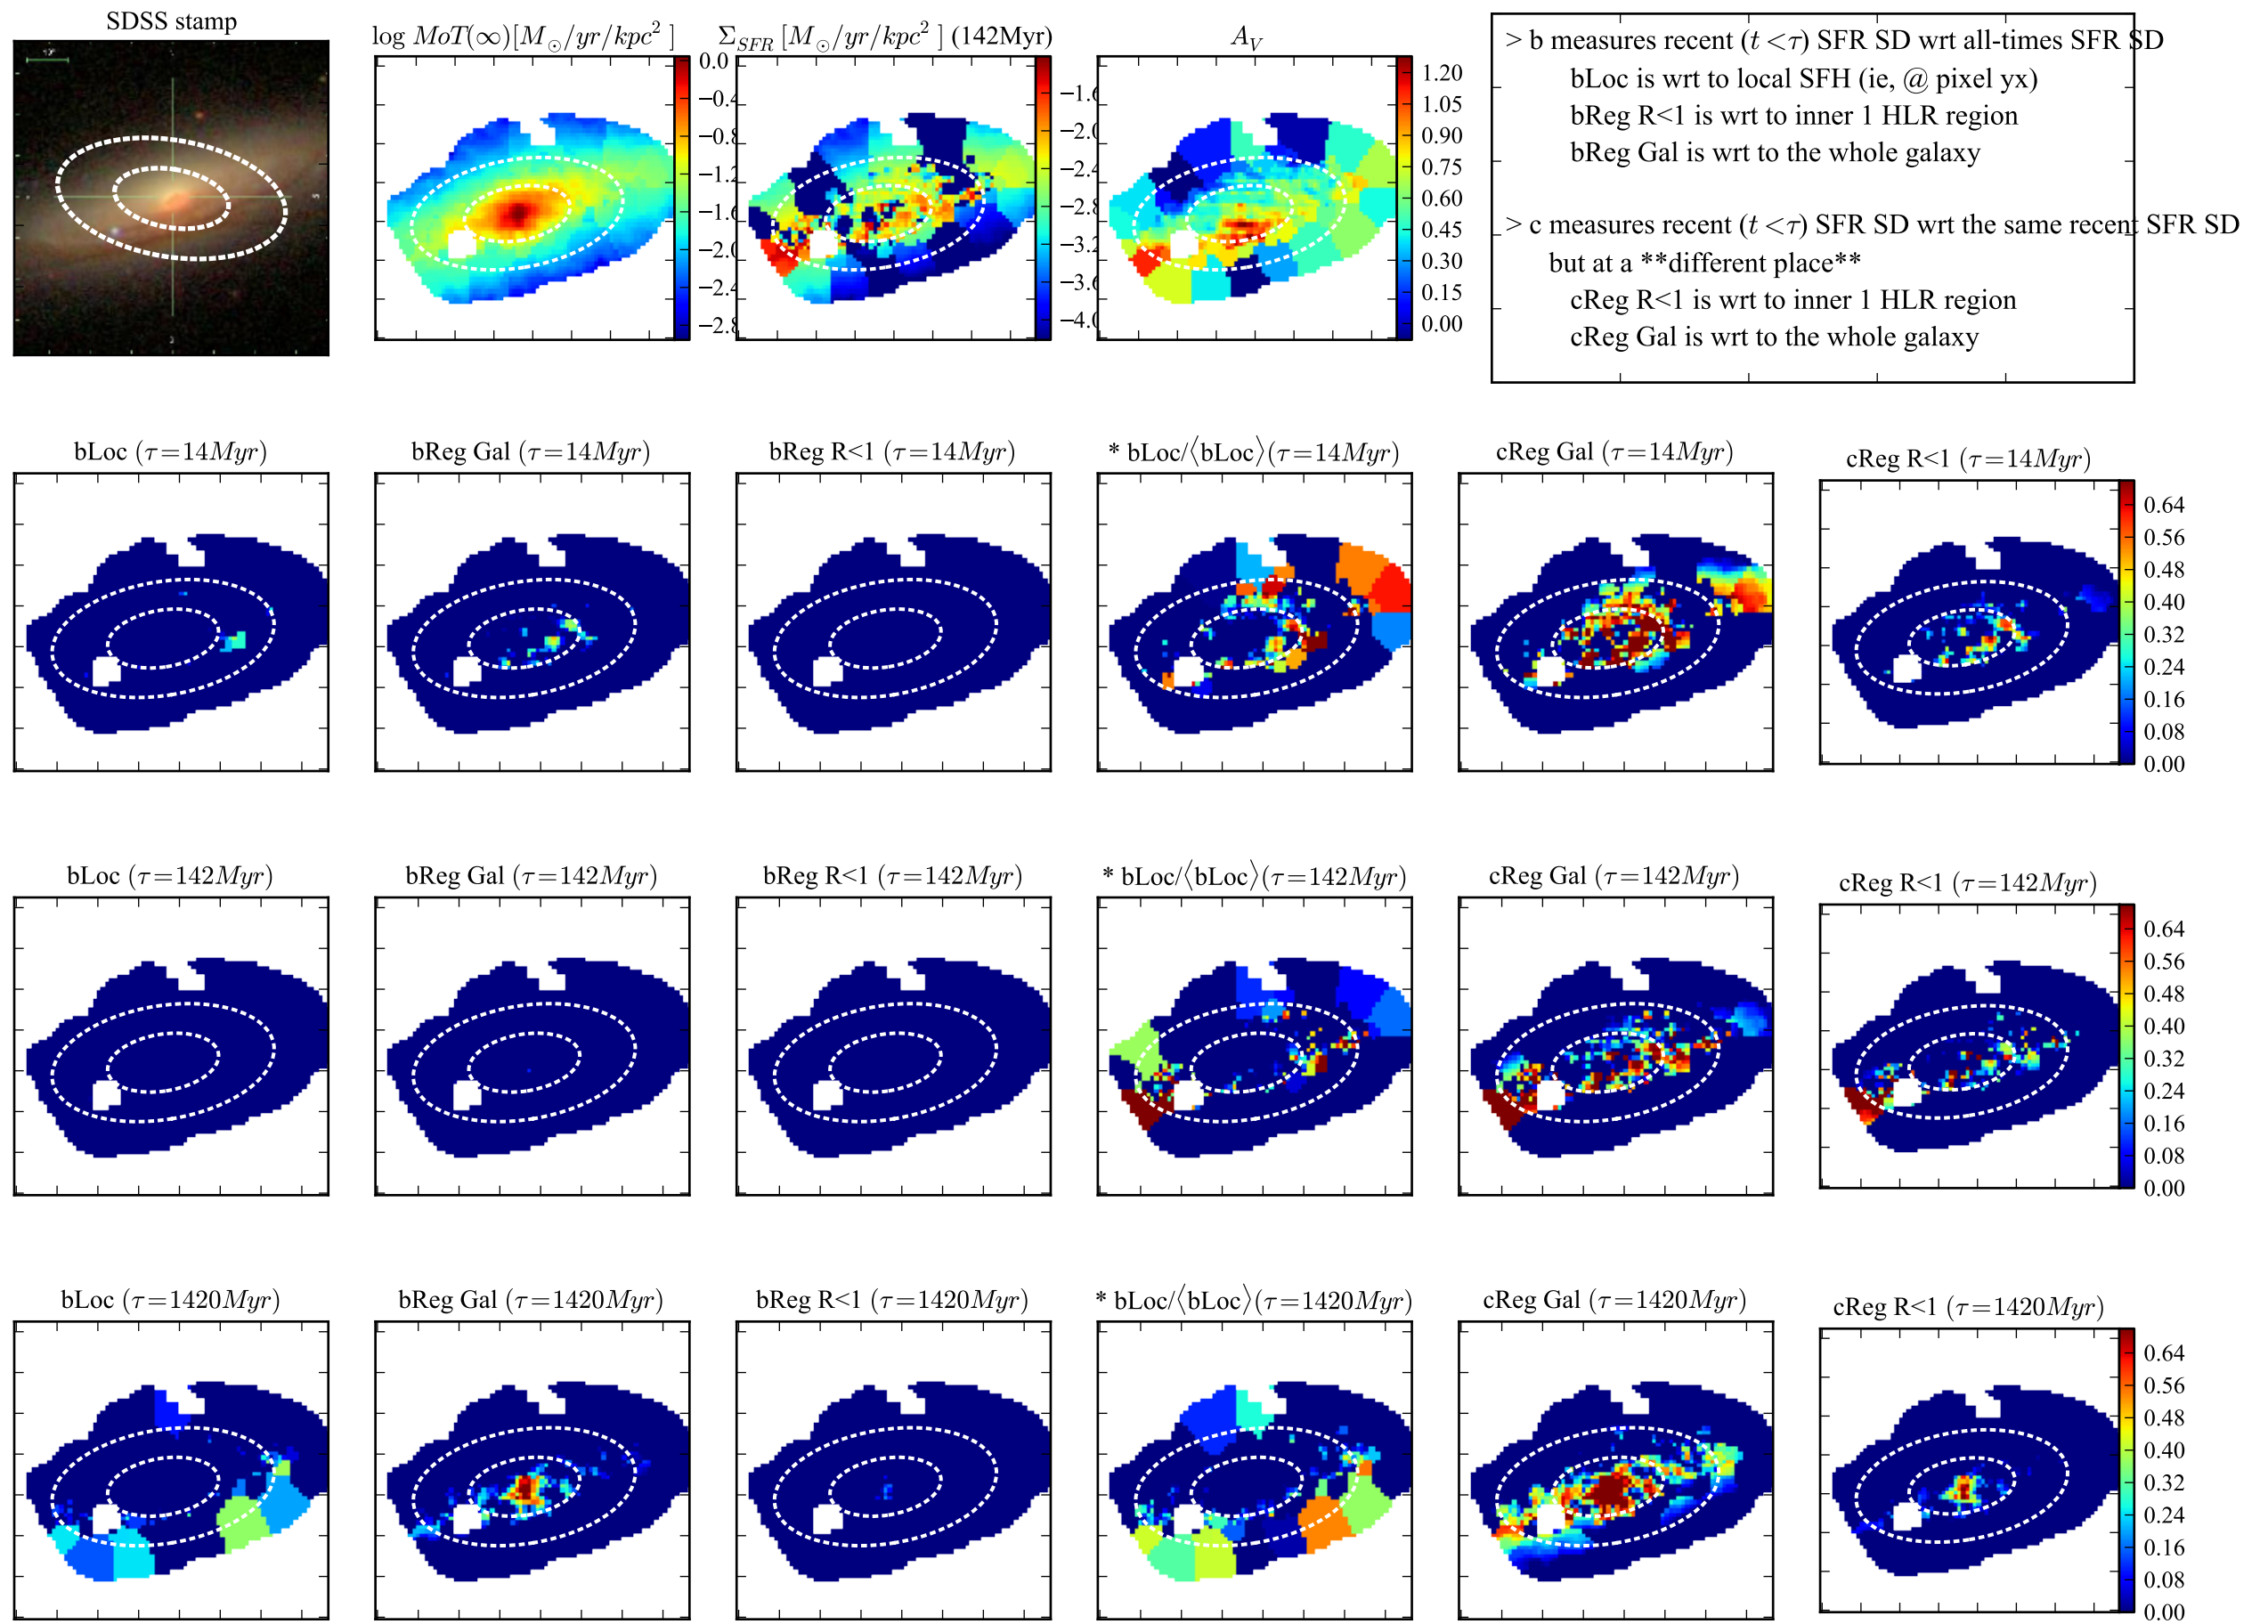 SDSS stamp
log MoT(∞)[M⊙/yr/kpc² ]
Σ_SFR [M⊙/yr/kpc² ] (142Myr)
A_V
0.0
−0.4
−0.8
−1.2
−1.6
−2.0
−2.4
−2.8
−1.6
−2.0
−2.4
−2.8
−3.2
−3.6
−4.0
1.20
1.05
0.90
0.75
0.60
0.45
0.30
0.15
0.00
> b measures recent (t <τ) SFR SD wrt all-times SFR SD
bLoc is wrt to local SFH (ie, @ pixel yx)
bReg R<1 is wrt to inner 1 HLR region
bReg Gal is wrt to the whole galaxy
> c measures recent (t <τ) SFR SD wrt the same recent SFR SD
but at a **different place**
cReg R<1 is wrt to inner 1 HLR region
cReg Gal is wrt to the whole galaxy
bLoc (τ=14Myr)
bReg Gal (τ=14Myr)
bReg R<1 (τ=14Myr)
* bLoc/⟨bLoc⟩(τ=14Myr)
cReg Gal (τ=14Myr)
cReg R<1 (τ=14Myr)
0.64
0.56
0.48
0.40
0.32
0.24
0.16
0.08
0.00
bLoc (τ=142Myr)
bReg Gal (τ=142Myr)
bReg R<1 (τ=142Myr)
* bLoc/⟨bLoc⟩(τ=142Myr)
cReg Gal (τ=142Myr)
cReg R<1 (τ=142Myr)
0.64
0.56
0.48
0.40
0.32
0.24
0.16
0.08
0.00
bLoc (τ=1420Myr)
bReg Gal (τ=1420Myr)
bReg R<1 (τ=1420Myr)
* bLoc/⟨bLoc⟩(τ=1420Myr)
cReg Gal (τ=1420Myr)
cReg R<1 (τ=1420Myr)
0.64
0.56
0.48
0.40
0.32
0.24
0.16
0.08
0.00